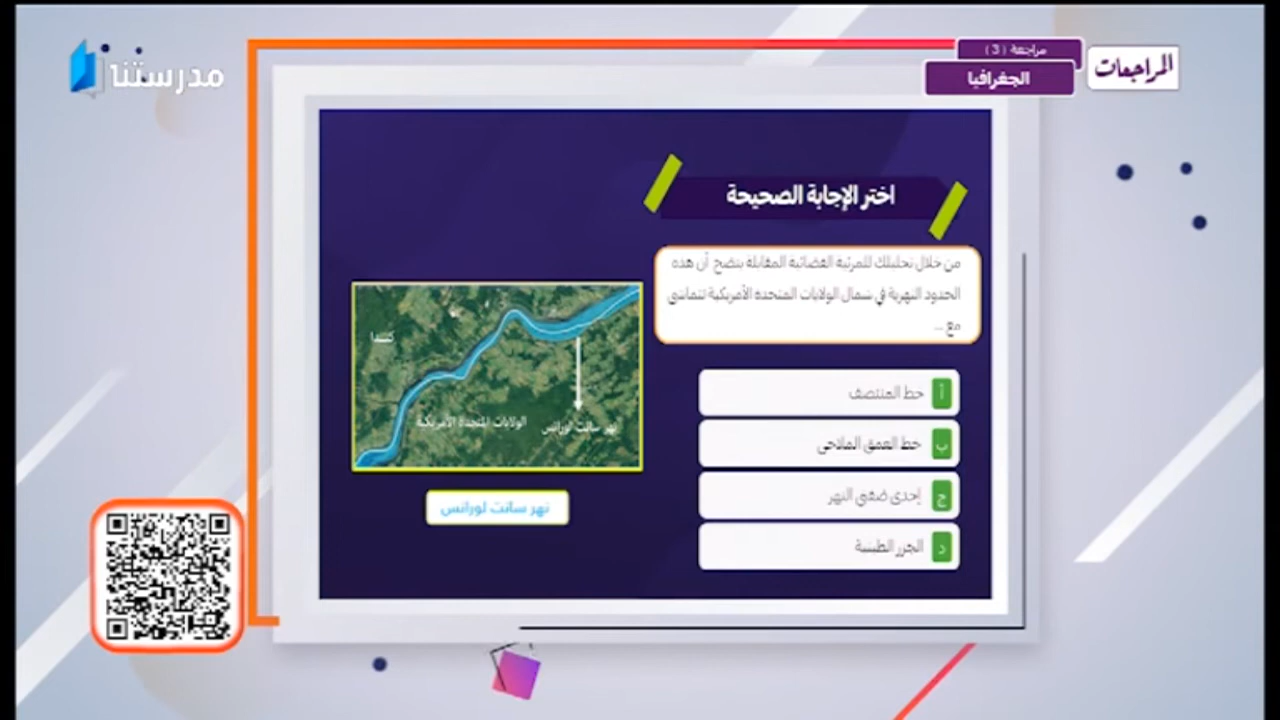 مدرستنا
مراجعة (3)
الجغرافيا
المراجعات
اختر الإجابة الصحيحة
من خلال تحليلك للمرئية الفضائية المقابلة يتضح أن هذه
الحدود النهرية في شمال الولايات المتحدة الأمريكية تتماشى
مع ...
أ خط المنتصف
ب خط العمق الملاحى
ج إحدى ضفتي النهر
د الجزر الطينية
كندا
الولايات المتحدة الأمريكية
نهر سانت لورانس
نهر سانت لورانس